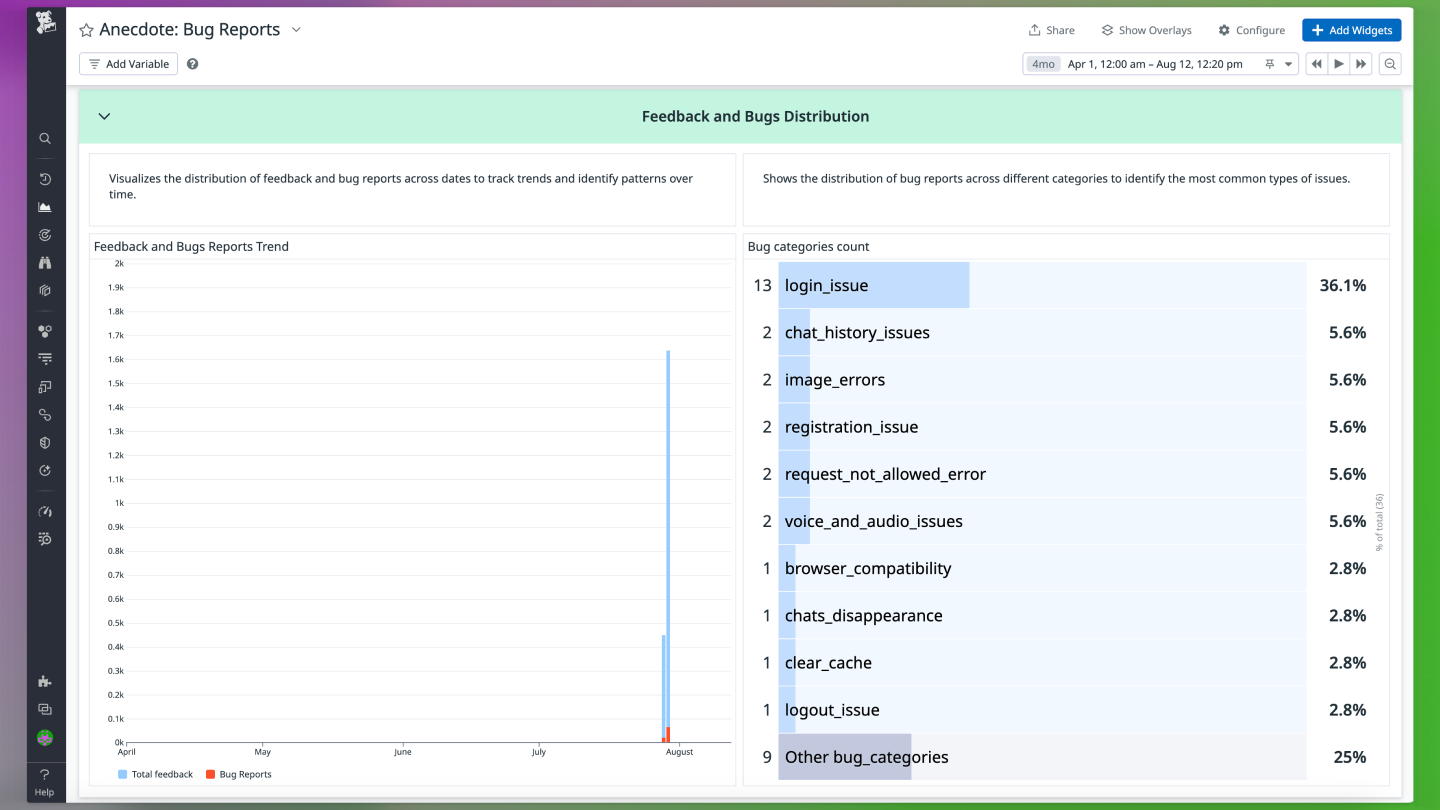 Anecdote: Bug Reports
Share
Show Overlays
Configure
Add Widgets
Add Variable
4mo Apr 1, 12:00 am – Aug 12, 12:20 pm
Feedback and Bugs Distribution
Visualizes the distribution of feedback and bug reports across dates to track trends and identify patterns over
time.
Shows the distribution of bug reports across different categories to identify the most common types of issues.
Feedback and Bugs Reports Trend
2k
1.9k
1.8k
1.7k
1.6k
1.5k
1.4k
1.3k
1.2k
1.1k
1k
0.9k
0.8k
0.7k
0.6k
0.5k
0.4k
0.3k
0.2k
0.1k
0k
April May June July August
Total feedback Bug Reports
Bug categories count
13 login_issue 36.1%
2 chat_history_issues 5.6%
2 image_errors 5.6%
2 registration_issue 5.6%
2 request_not_allowed_error 5.6%
2 voice_and_audio_issues 5.6%
1 browser_compatibility 2.8%
1 chats_disappearance 2.8%
1 clear_cache 2.8%
1 logout_issue 2.8%
9 Other bug_categories 25%
% of total (36)
Help